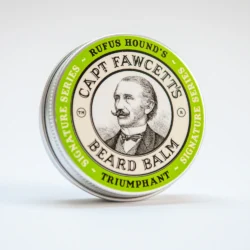 RUFUS HOUND'S
SIGNATURE SERIES
SIGNATURE SERIES
CAPT FAWCETT'S
BEARD BALM
TRIUMPHANT